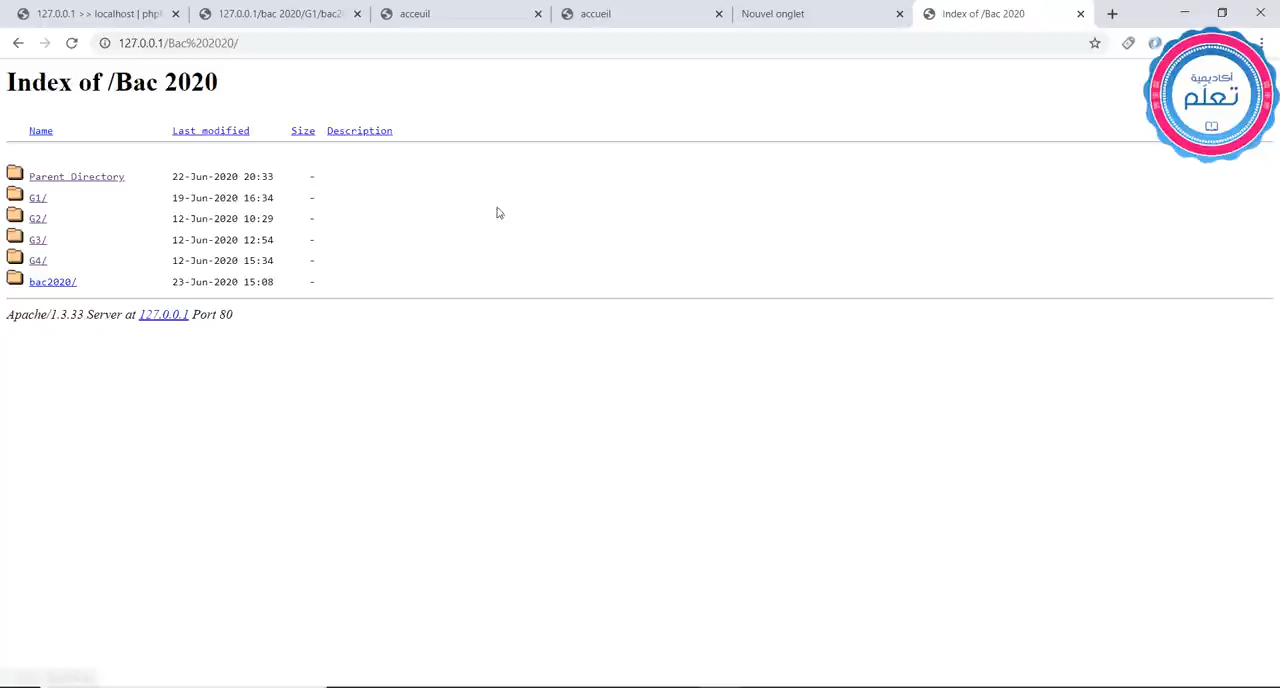 127.0.0.1 >> localhost | php
127.0.0.1/bac 2020/G1/bac2
acceuil
accueil
Nouvel onglet
Index of /Bac 2020
127.0.0.1/Bac%202020/
Index of /Bac 2020
أكاديمية
تعلّم
Name Last modified Size Description
Parent Directory 22-Jun-2020 20:33 -
G1/ 19-Jun-2020 16:34 -
G2/ 12-Jun-2020 10:29 -
G3/ 12-Jun-2020 12:54 -
G4/ 12-Jun-2020 15:34 -
bac2020/ 23-Jun-2020 15:08 -
Apache/1.3.33 Server at 127.0.0.1 Port 80